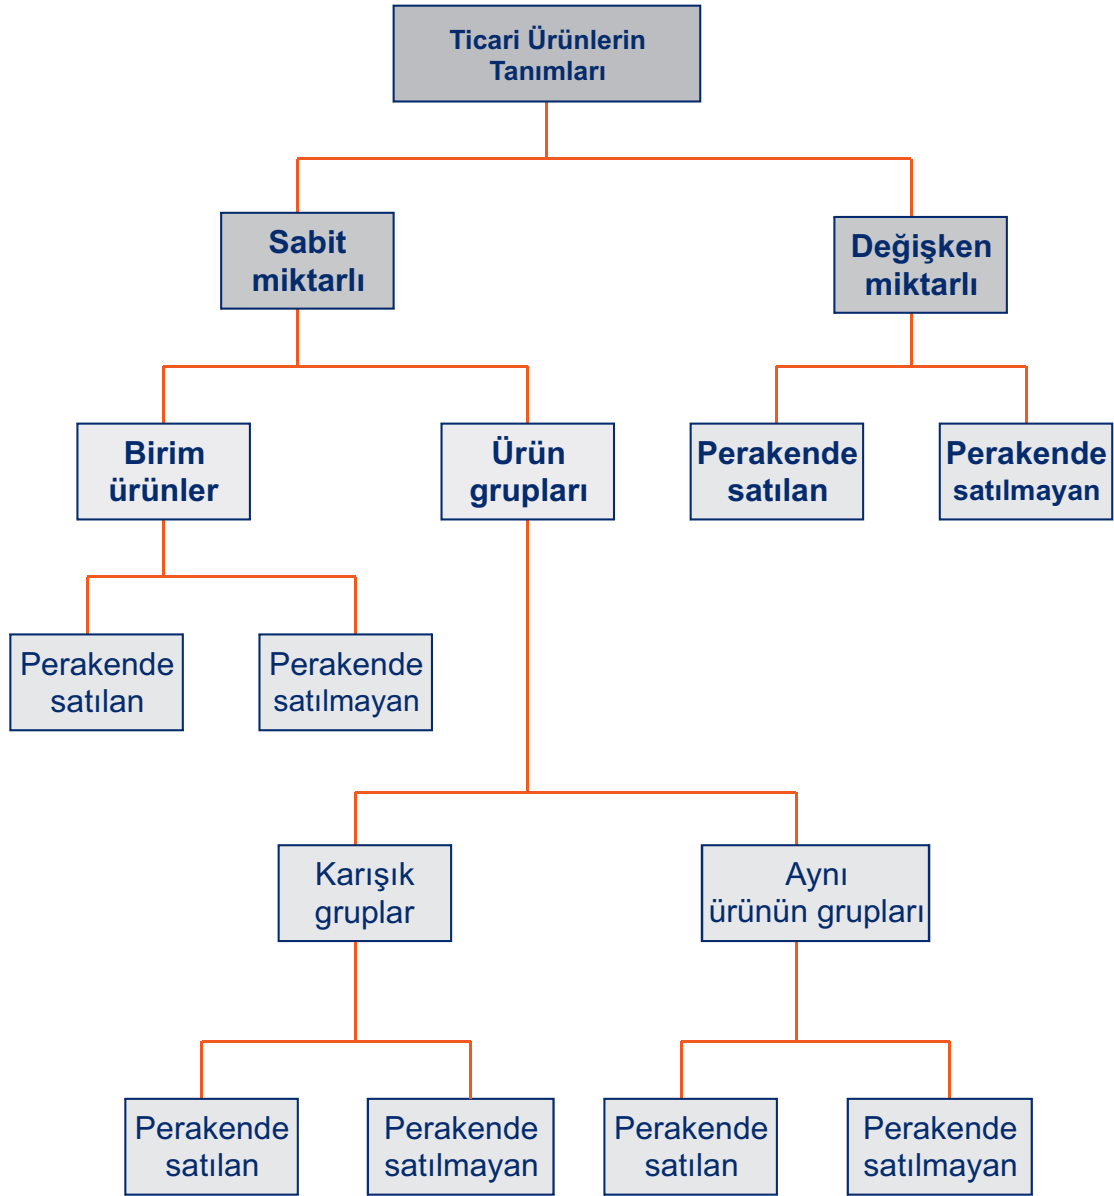 Ticari Ürünlerin
Tanımları
Sabit
miktarlı
Değişken
miktarlı
Birim
ürünler
Ürün
grupları
Perakende
satılan
Perakende
satılmayan
Perakende
satılan
Perakende
satılmayan
Karışık
gruplar
Aynı
ürünün grupları
Perakende
satılan
Perakende
satılmayan
Perakende
satılan
Perakende
satılmayan